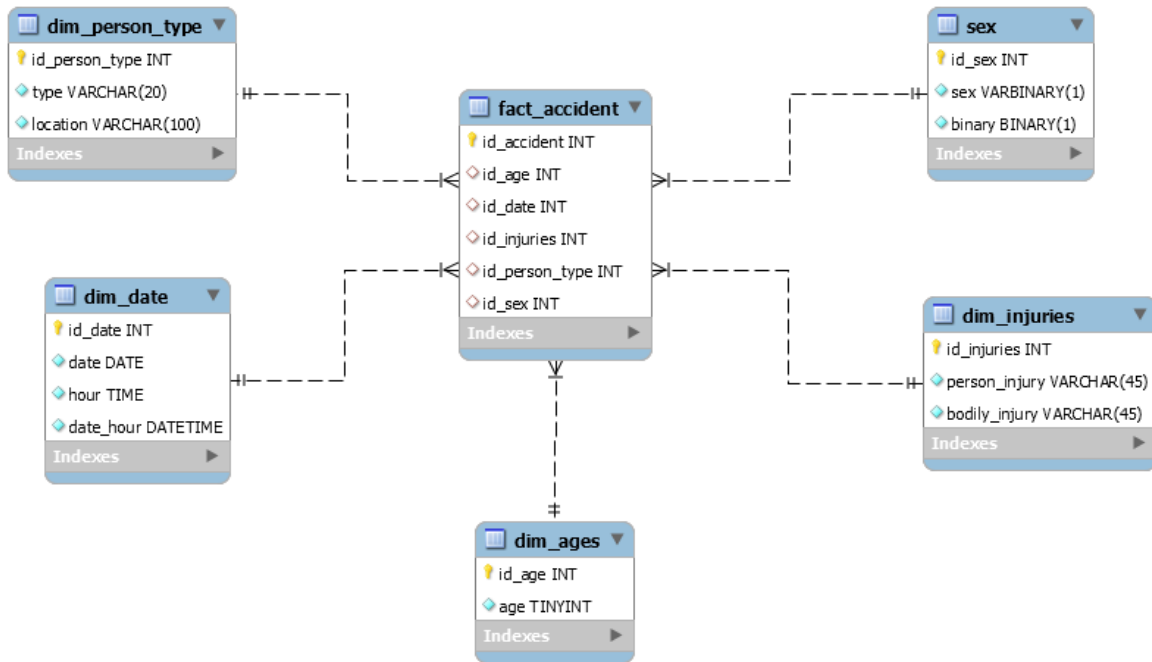 dim_person_type
id_person_type INT
type VARCHAR(20)
location VARCHAR(100)
Indexes
fact_accident
id_accident INT
id_age INT
id_date INT
id_injuries INT
id_person_type INT
id_sex INT
Indexes
sex
id_sex INT
sex VARBINARY(1)
binary BINARY(1)
Indexes
dim_date
id_date INT
date DATE
hour TIME
date_hour DATETIME
Indexes
dim_injuries
id_injuries INT
person_injury VARCHAR(45)
bodily_injury VARCHAR(45)
Indexes
dim_ages
id_age INT
age TINYINT
Indexes